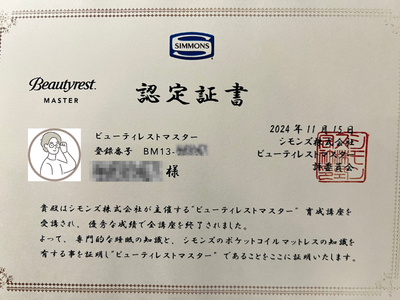 SIMMONS
Beautyrest.
MASTER
認定証書
ビューティレストマスター
登録番号 BM13-
様
2024年11月15日
シモンズ株式会社
ビューティレストマスター
評委員会
貴殿はシモンズ株式会社が主催する"ビューティレストマスター" 育成講座を
受講され、優秀な成績で全講座を終了されました。
よって、専門的な睡眠の知識と、シモンズのポケットコイルマットレスの知識を
有する事を証明し"ビューティレストマスター" であることをここに証明いたします。